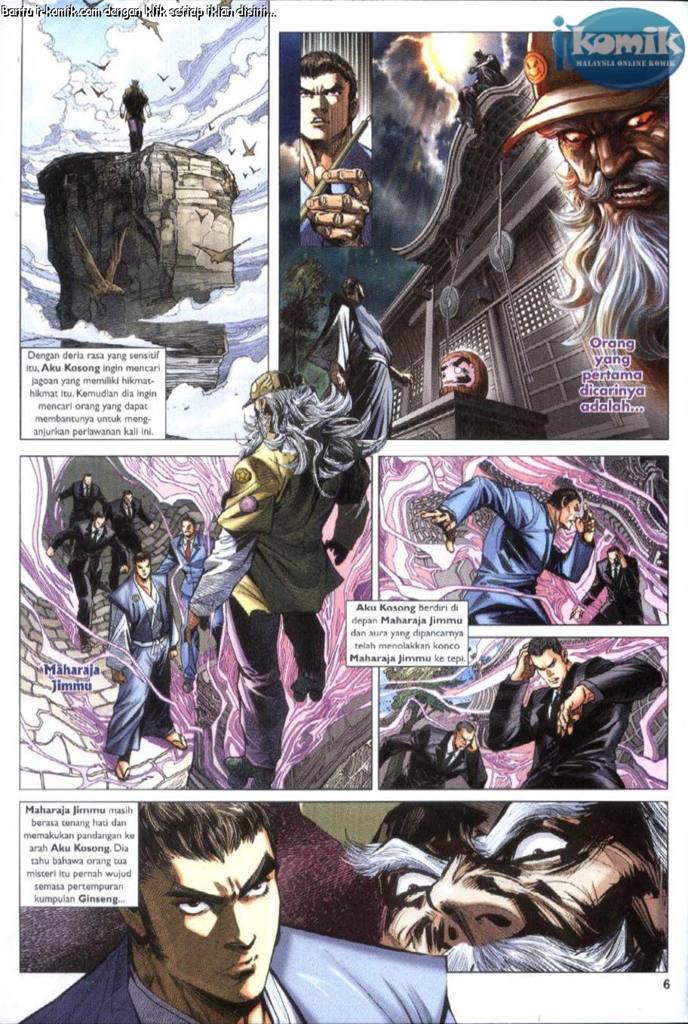 Bantu i-komik.com dengan klik setiap iklan disini...
ikomik
MALAYSIA ONLINE KOMIK
Dengan deria rasa yang sensitif
itu, Aku Kosong ingin mencari
jagoan yang memiliki hikmat-
hikmat itu. Kemudian dia ingin
mencari orang yang dapat
membantunya untuk meng-
anjurkan perlawanan kali ini.
Orang
yang
pertama
dicarinya
adalah...
Maharaja
Jimmu
Aku Kosong Berdiri di
depan Maharaja Jimmu
dan aura yang dipancarnya
telah menolakkan konco
Maharaja Jimmu ke tepi.
Maharaja Jimmu masih
berasa tenang hati dan
memakukan pandangan ke
arah Aku Kosong. Dia
tahu bahawa orang tua
misteri itu pernah wujud
semasa pertempuran
kumpulan Ginseng...
6